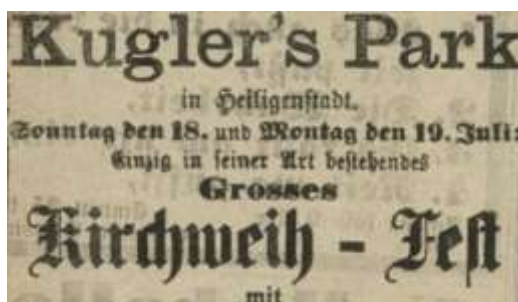 Kugler's Park
in Heiligenstadt.
Sonntag den 18. und Montag den 19. Juli:
Einzig in seiner Art bestehendes
Grosses
Kirchweih - Fest
mit